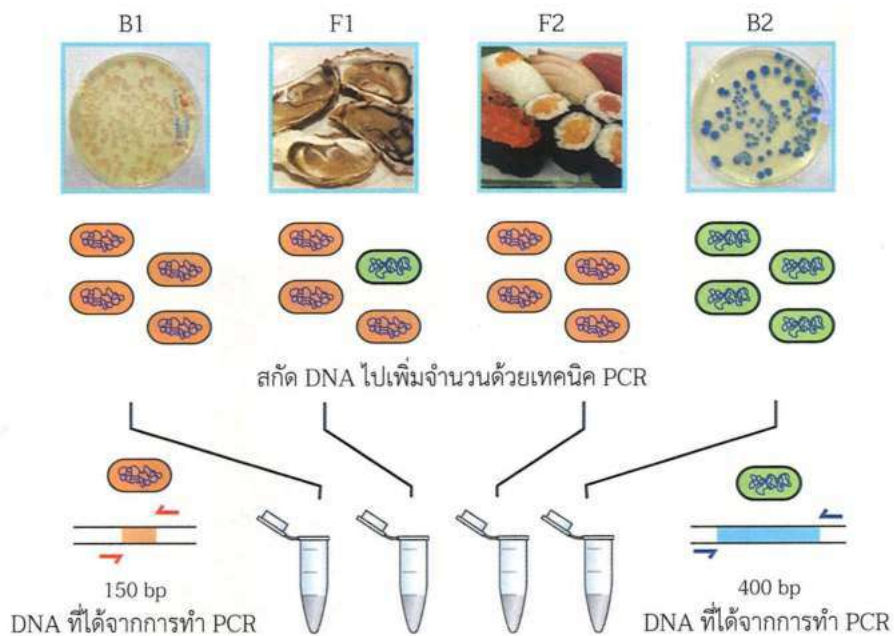 B1 F1 F2 B2
สกัด DNA ไปเพิ่มจำนวนด้วยเทคนิค PCR
150 bp
DNA ที่ได้จากการทำ PCR
400 bp
DNA ที่ได้จากการทำ PCR